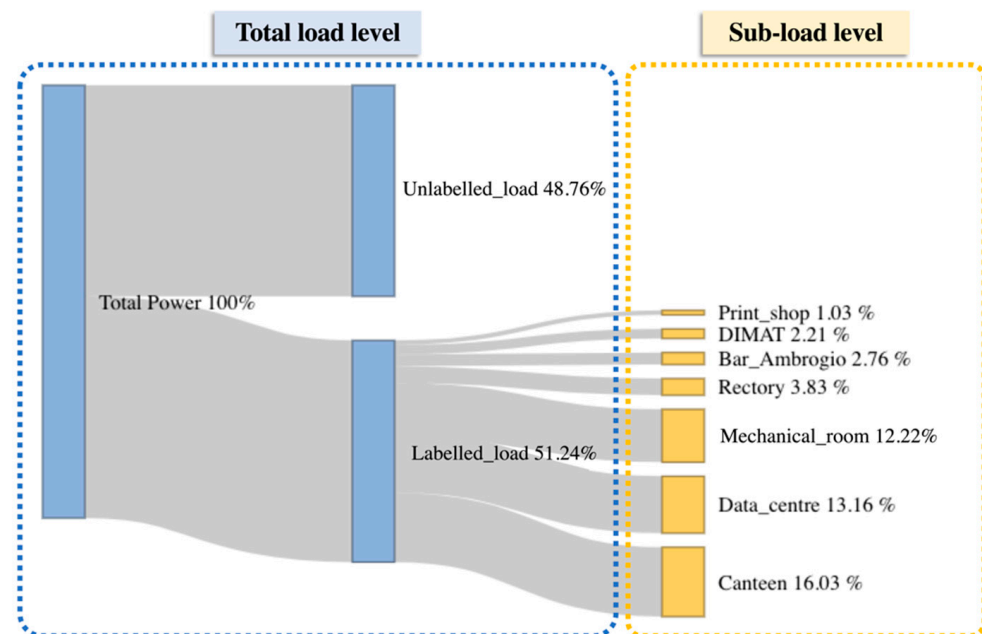 Total load level
Sub-load level
Unlabelled_load 48.76%
Total Power 100%
Print_shop 1.03 %
DIMAT 2.21 %
Bar_Ambrogio 2.76 %
Rectory 3.83 %
Mechanical_room 12.22%
Labelled_load 51.24%
Data_centre 13.16 %
Canteen 16.03 %